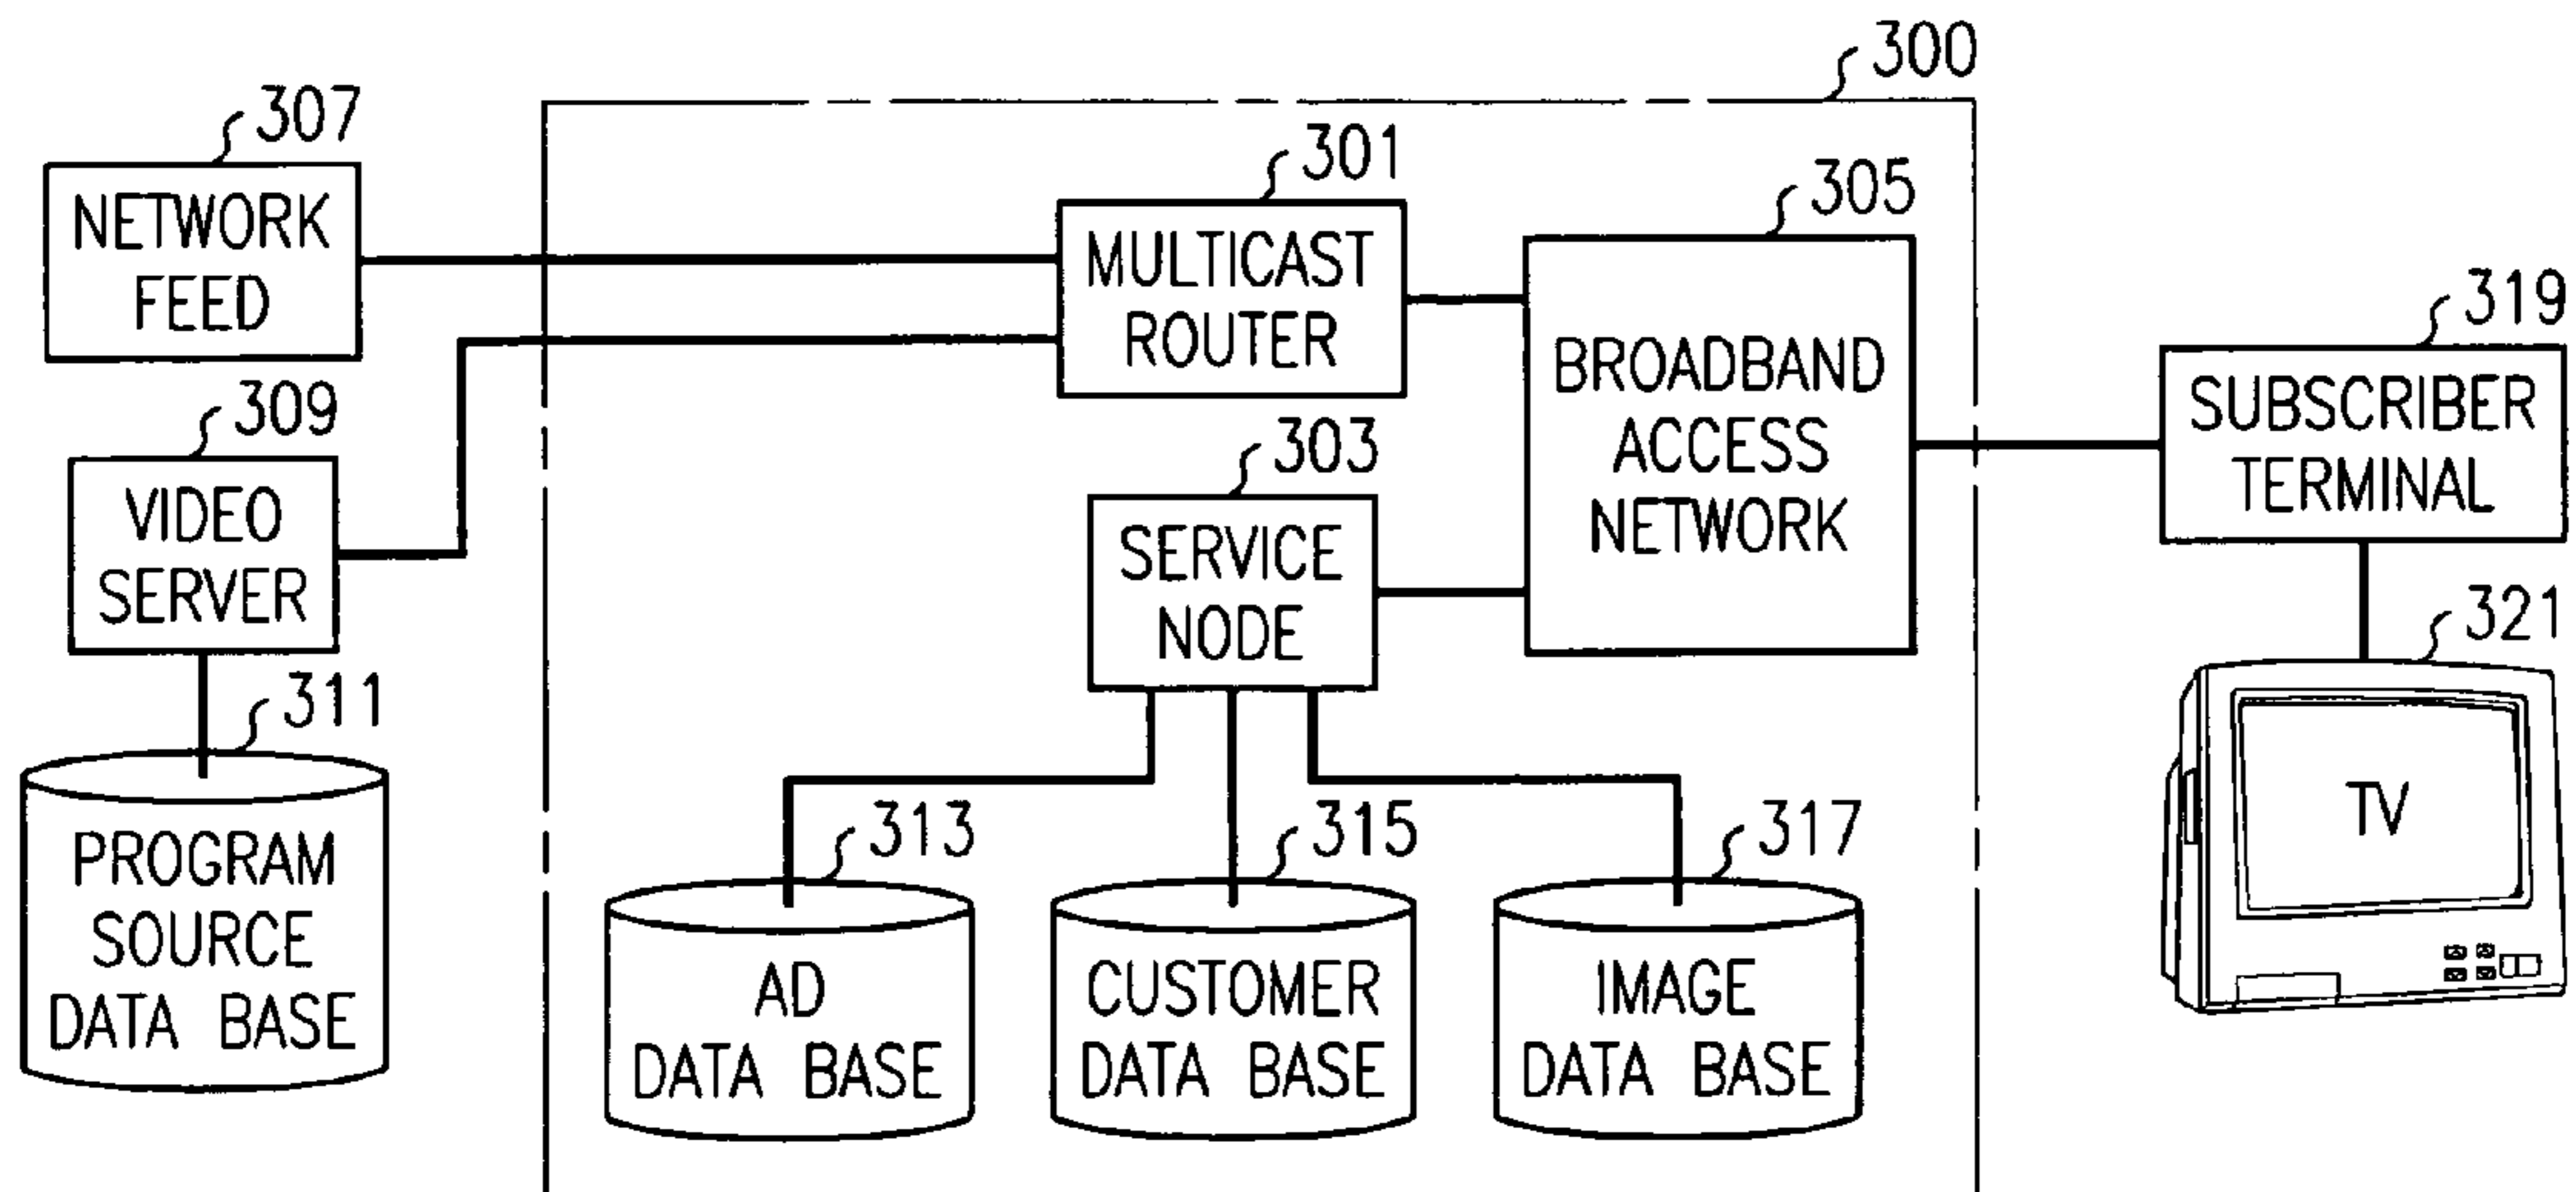 300
307
NETWORK
FEED
301
MULTICAST
ROUTER
305
BROADBAND
ACCESS
NETWORK
319
SUBSCRIBER
TERMINAL
309
VIDEO
SERVER
303
SERVICE
NODE
321
TV
311
PROGRAM
SOURCE
DATA BASE
313
AD
DATA BASE
315
CUSTOMER
DATA BASE
317
IMAGE
DATA BASE